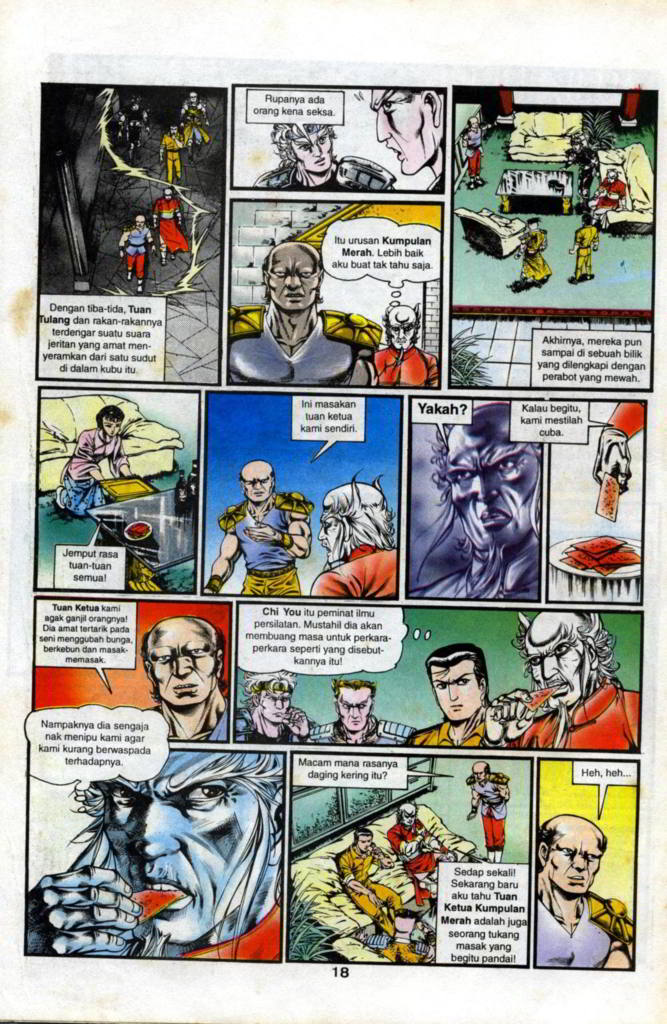 Dengan tiba-tida, Tuan
Tulang dan rakan-rakannya
terdengar suatu suara
jeritan yang amat men-
yeramkan dari satu sudut
di dalam kubu itu.
Rupanya ada
orang kena seksa.
Itu urusan Kumpulan
Merah. Lebih baik
aku buat tak tahu saja.
Akhirnya, mereka pun
sampai di sebuah bilik
yang dilengkapi dengan
perabot yang mewah.
Jemput rasa
tuan-tuan
semua!
Ini masakan
tuan ketua
kami sendiri.
Yakah?
Kalau begitu,
kami mestilah
cuba.
Tuan Ketua kami
agak ganjil orangnya!
Dia amat tertarik pada
seni menggubah bunga,
berkebun dan masak-
memasak.
Chi You itu peminat ilmu
persilatan. Mustahil dia akan
membuang masa untuk perkara-
perkara seperti yang disebut-
kannya itu!
Nampaknya dia sengaja
nak menipu kami agar
kami kurang berwaspada
terhadapnya.
Macam mana rasanya
daging kering itu?
Sedap sekali!
Sekarang baru
aku tahu Tuan
Ketua Kumpulan
Merah adalah juga
seorang tukang
masak yang
begitu pandai!
Heh, heh...
18